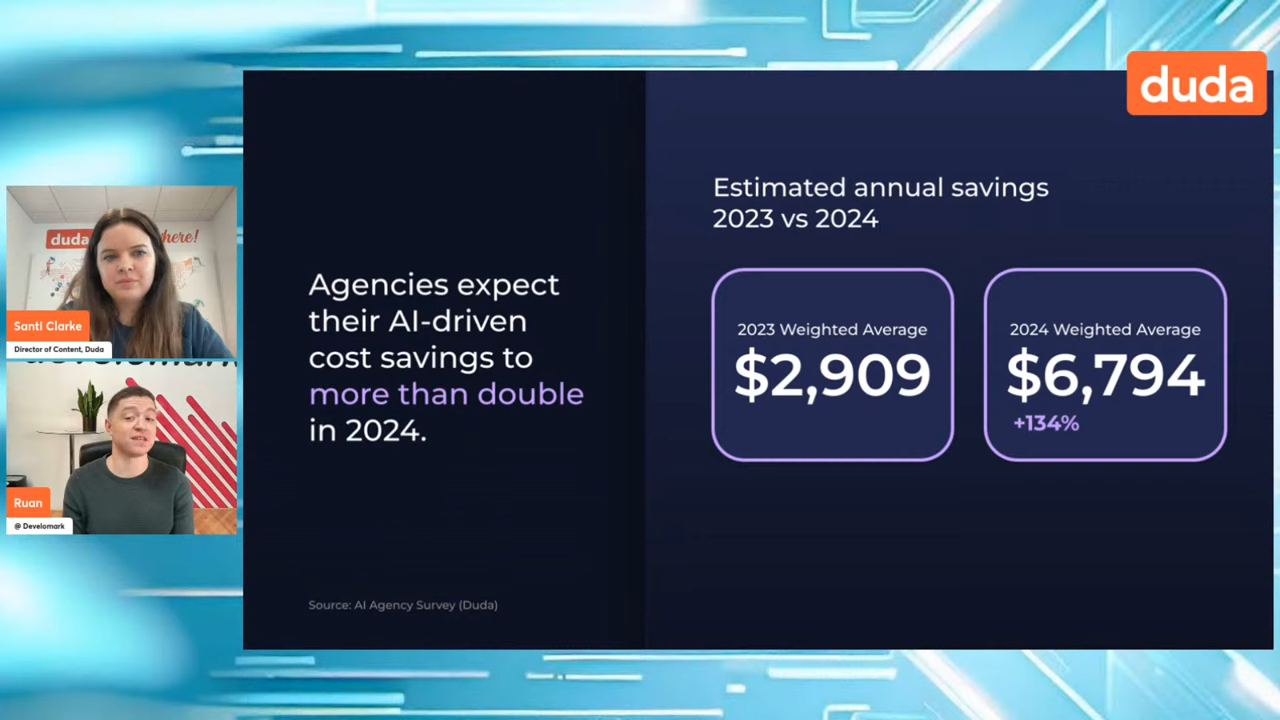 duda
Estimated annual savings
2023 vs 2024
Agencies expect
their AI-driven
cost savings to
more than double
in 2024.
2023 Weighted Average
$2,909
2024 Weighted Average
$6,794
+134%
Source: AI Agency Survey (Duda)
duda
here!
Santi Clarke
Director of Content, Duda
Ruan
@ Develomark